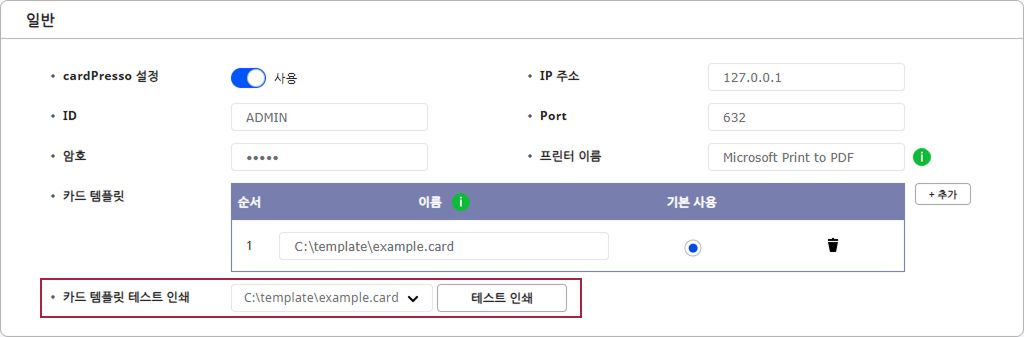 일반
cardPresso 설정 사용 IP 주소 127.0.0.1
ID ADMIN Port 632
암호 ••••• 프린터 이름 Microsoft Print to PDF i
카드 템플릿 순서 이름 i 기본 사용 + 추가
1 C:\template\example.card
카드 템플릿 테스트 인쇄 C:\template\example.card 테스트 인쇄